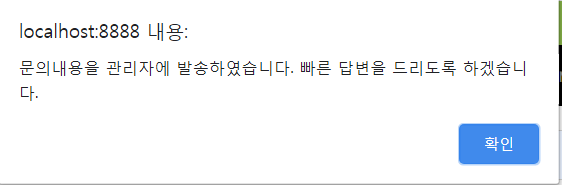 localhost:8888 내용:
문의내용을 관리자에 발송하였습니다. 빠른 답변을 드리도록 하겠습니
다.
확인